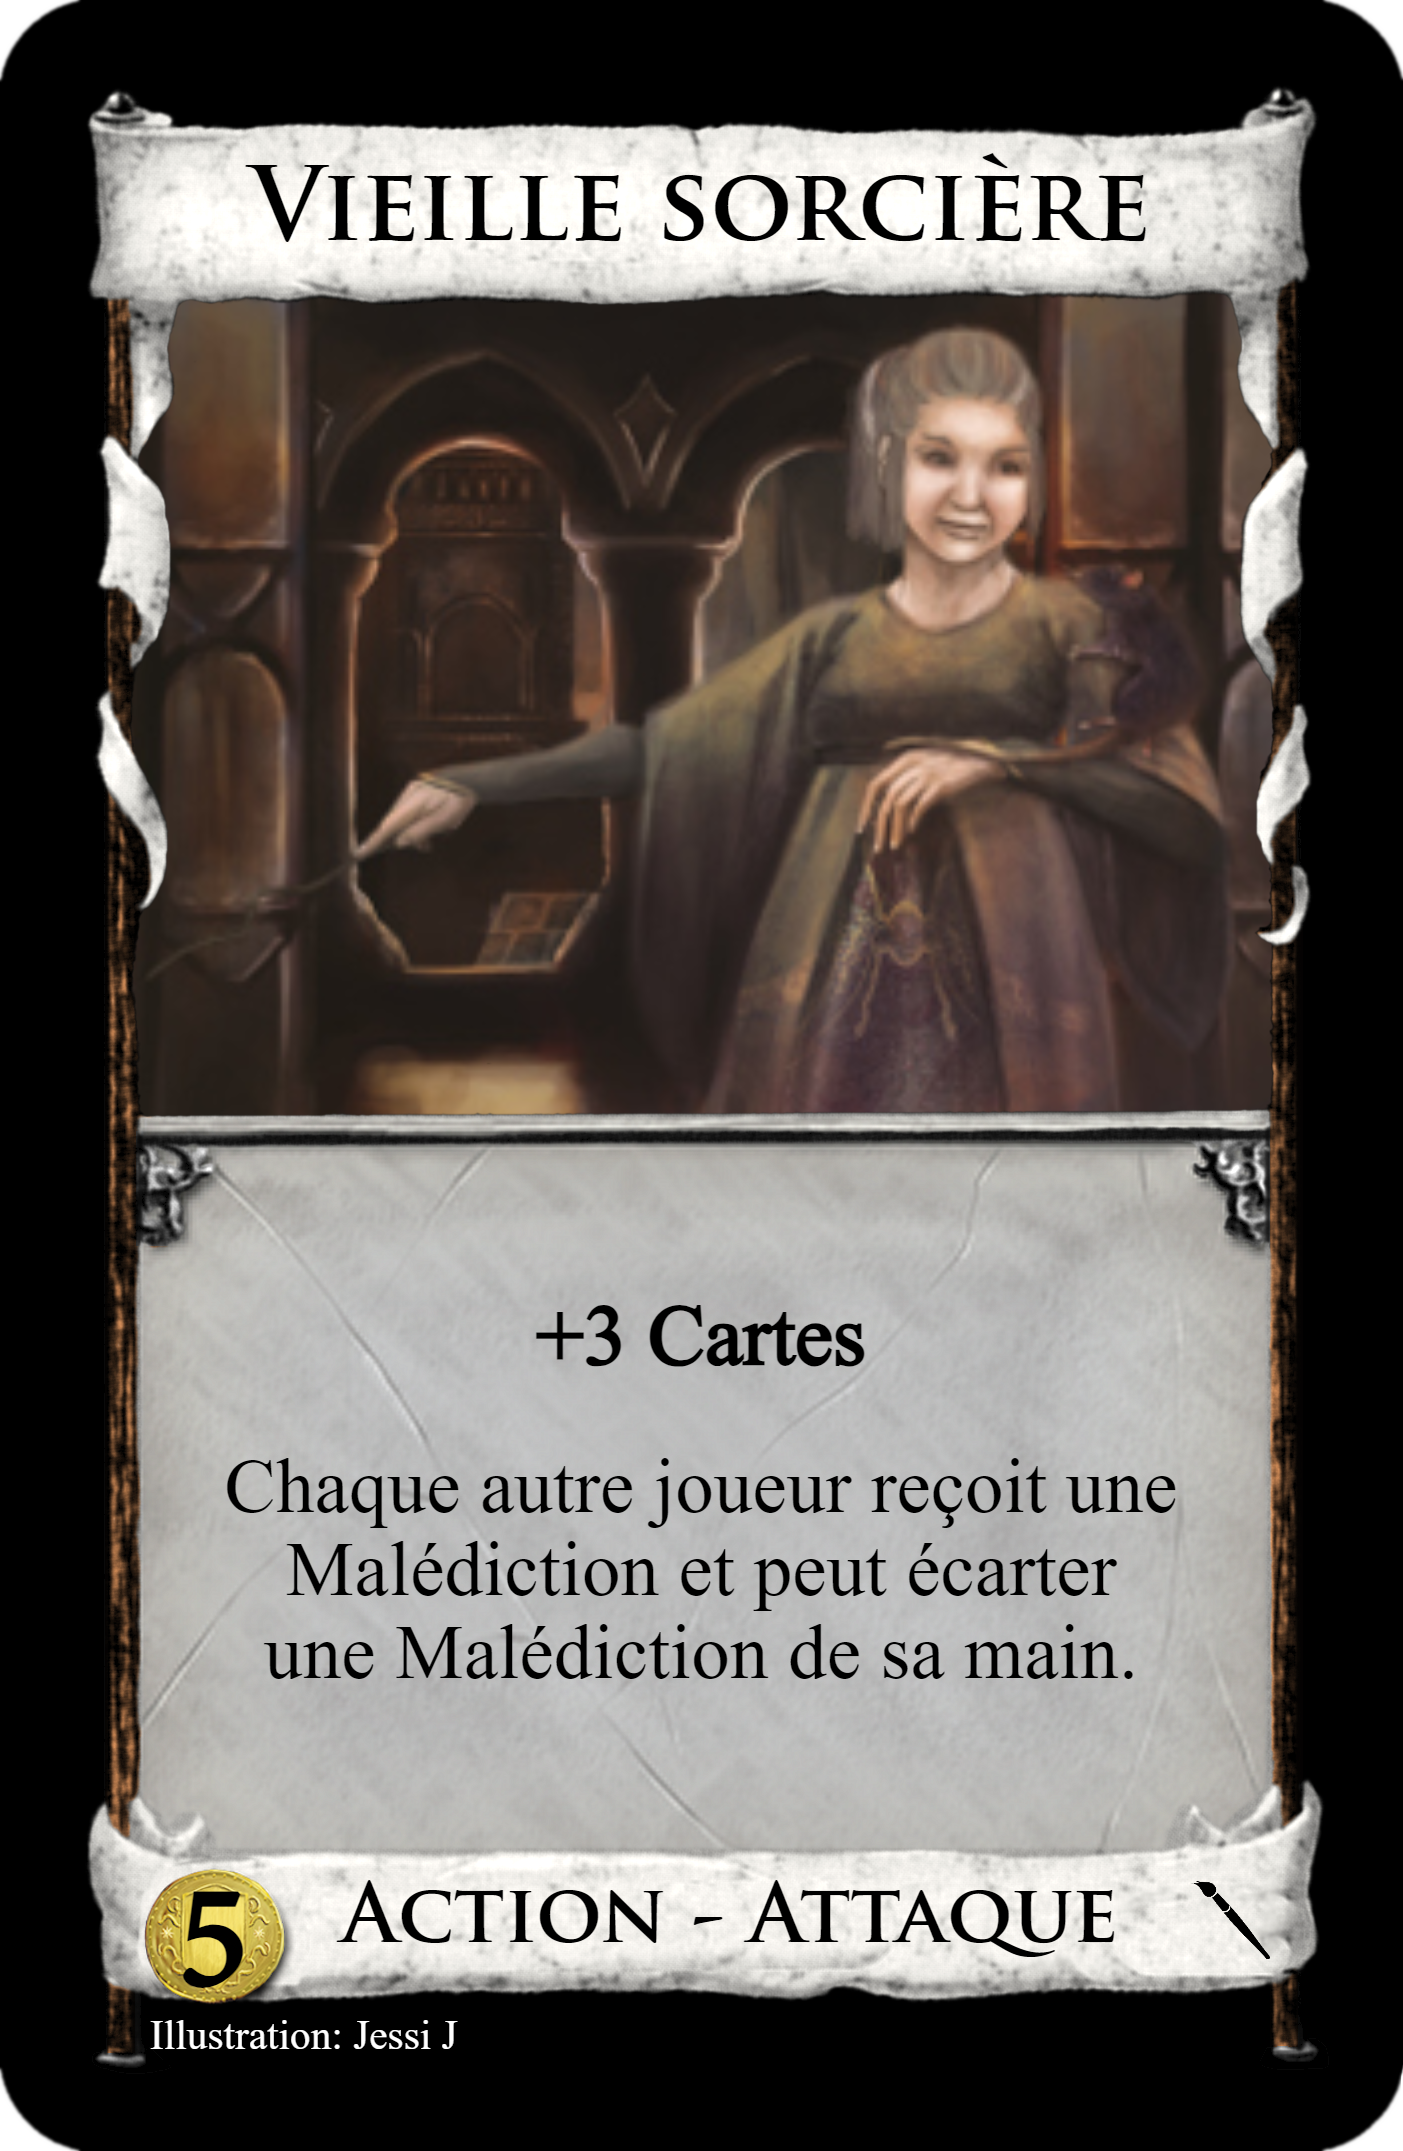 Vieille sorcière
+3 Cartes
Chaque autre joueur reçoit une
Malédiction et peut écarter
une Malédiction de sa main.
5
Action - Attaque
Illustration: Jessi J